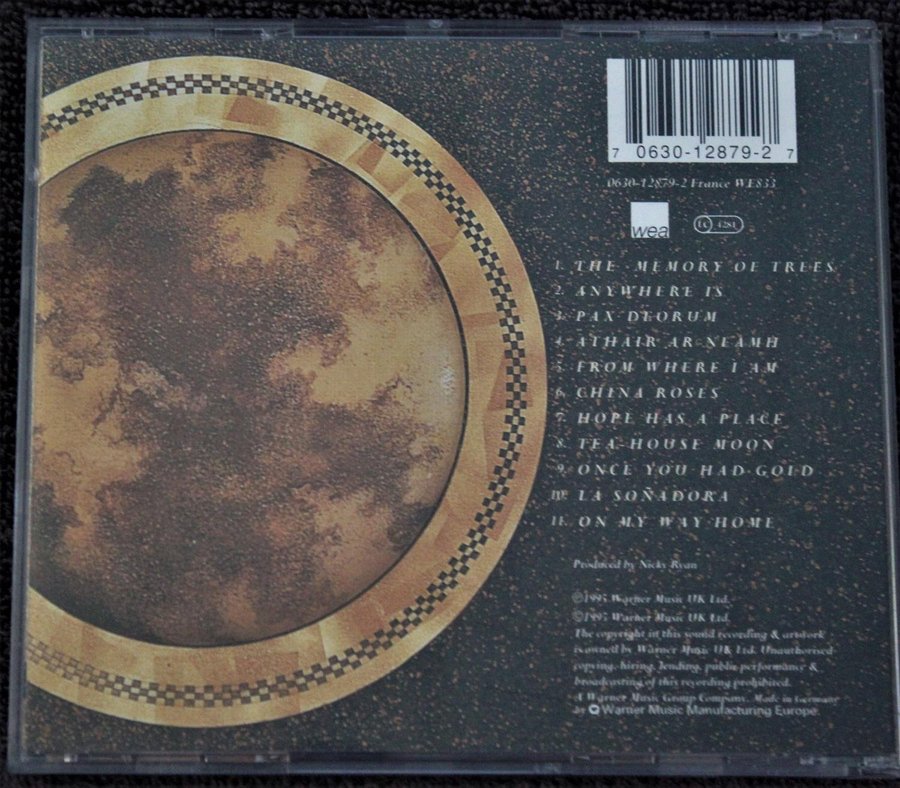 7 0630-12879-2 7
0630-12879-2 France WE833
wea
LC 4281
1. THE MEMORY OF TREES
2. ANYWHERE IS
3. PAX DEORUM
4. ATHAIR AR NEAMH
5. FROM WHERE I AM
6. CHINA ROSES
7. HOPE HAS A PLACE
8. TEA-HOUSE MOON
9. ONCE YOU HAD GOLD
10. LA SOÑADORA
11. ON MY WAY HOME
Produced by Nicky Ryan
℗1995 Warner Music UK Ltd.
©1995 Warner Music UK Ltd.
The copyright in this sound recording & artwork
is owned by Warner Music UK Ltd. Unauthorised
copying, hiring, lending, public performance &
broadcasting of this recording prohibited.
A Warner Music Group Company. Made in Germany
by Warner Music Manufacturing Europe.